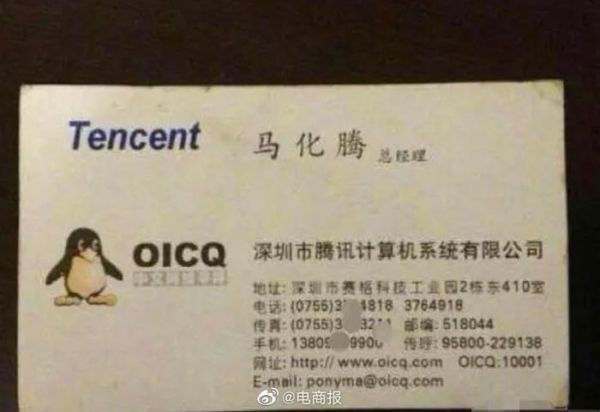 Tencent 马化腾 总经理
OICQ
深圳市腾讯计算机系统有限公司
地址: 深圳市赛格科技工业园2栋东410室
电话: (0755) 4818 3764918
传真: (0755) 3211 邮编: 518044
手机: 13809 9900 传呼: 95800-229138
网址: http://www.oicq.com OICQ:10001
E-mail: ponyma@oicq.com
@电商报